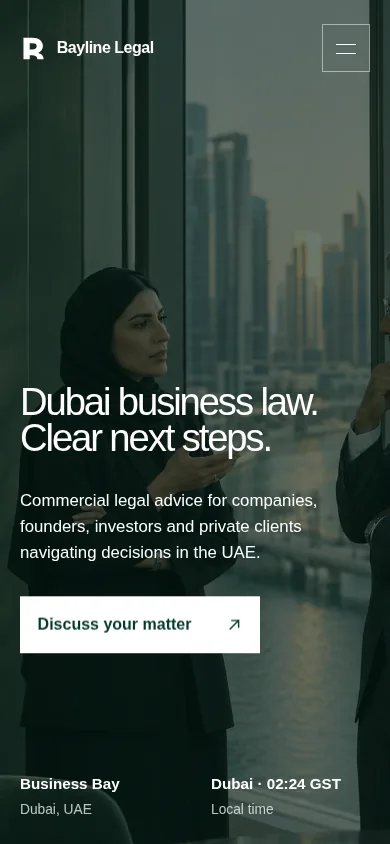 Bayline Legal
Dubai business law.
Clear next steps.
Commercial legal advice for companies,
founders, investors and private clients
navigating decisions in the UAE.
Discuss your matter
Business Bay
Dubai, UAE
Dubai · 02:24 GST
Local time